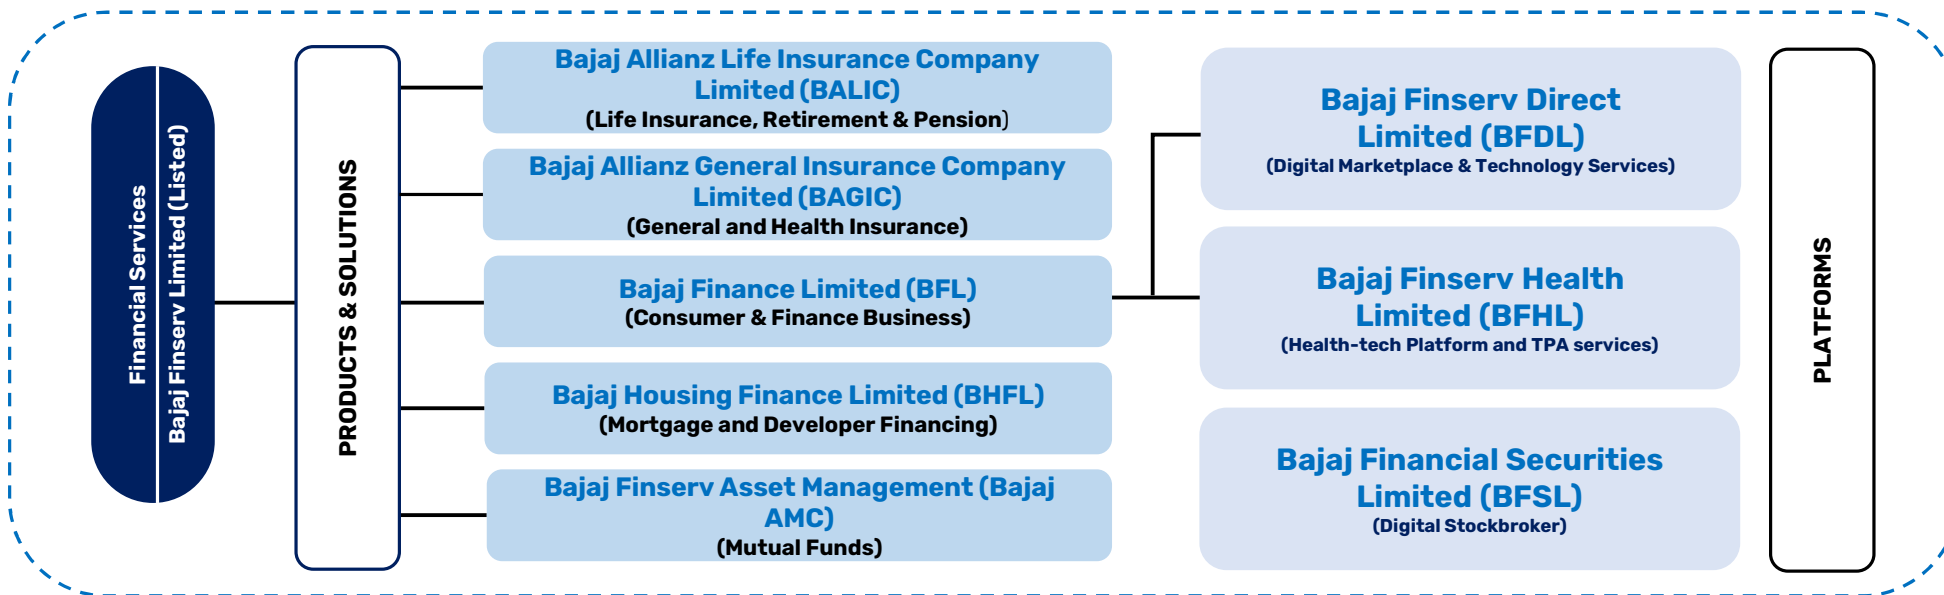 Financial Services
Bajaj Finserv Limited (Listed)
PRODUCTS & SOLUTIONS
Bajaj Allianz Life Insurance Company
Limited (BALIC)
(Life Insurance, Retirement & Pension)
Bajaj Allianz General Insurance Company
Limited (BAGIC)
(General and Health Insurance)
Bajaj Finance Limited (BFL)
(Consumer & Finance Business)
Bajaj Housing Finance Limited (BHFL)
(Mortgage and Developer Financing)
Bajaj Finserv Asset Management (Bajaj
AMC)
(Mutual Funds)
Bajaj Finserv Direct
Limited (BFDL)
(Digital Marketplace & Technology Services)
Bajaj Finserv Health
Limited (BFHL)
(Health-tech Platform and TPA services)
Bajaj Financial Securities
Limited (BFSL)
(Digital Stockbroker)
PLATFORMS